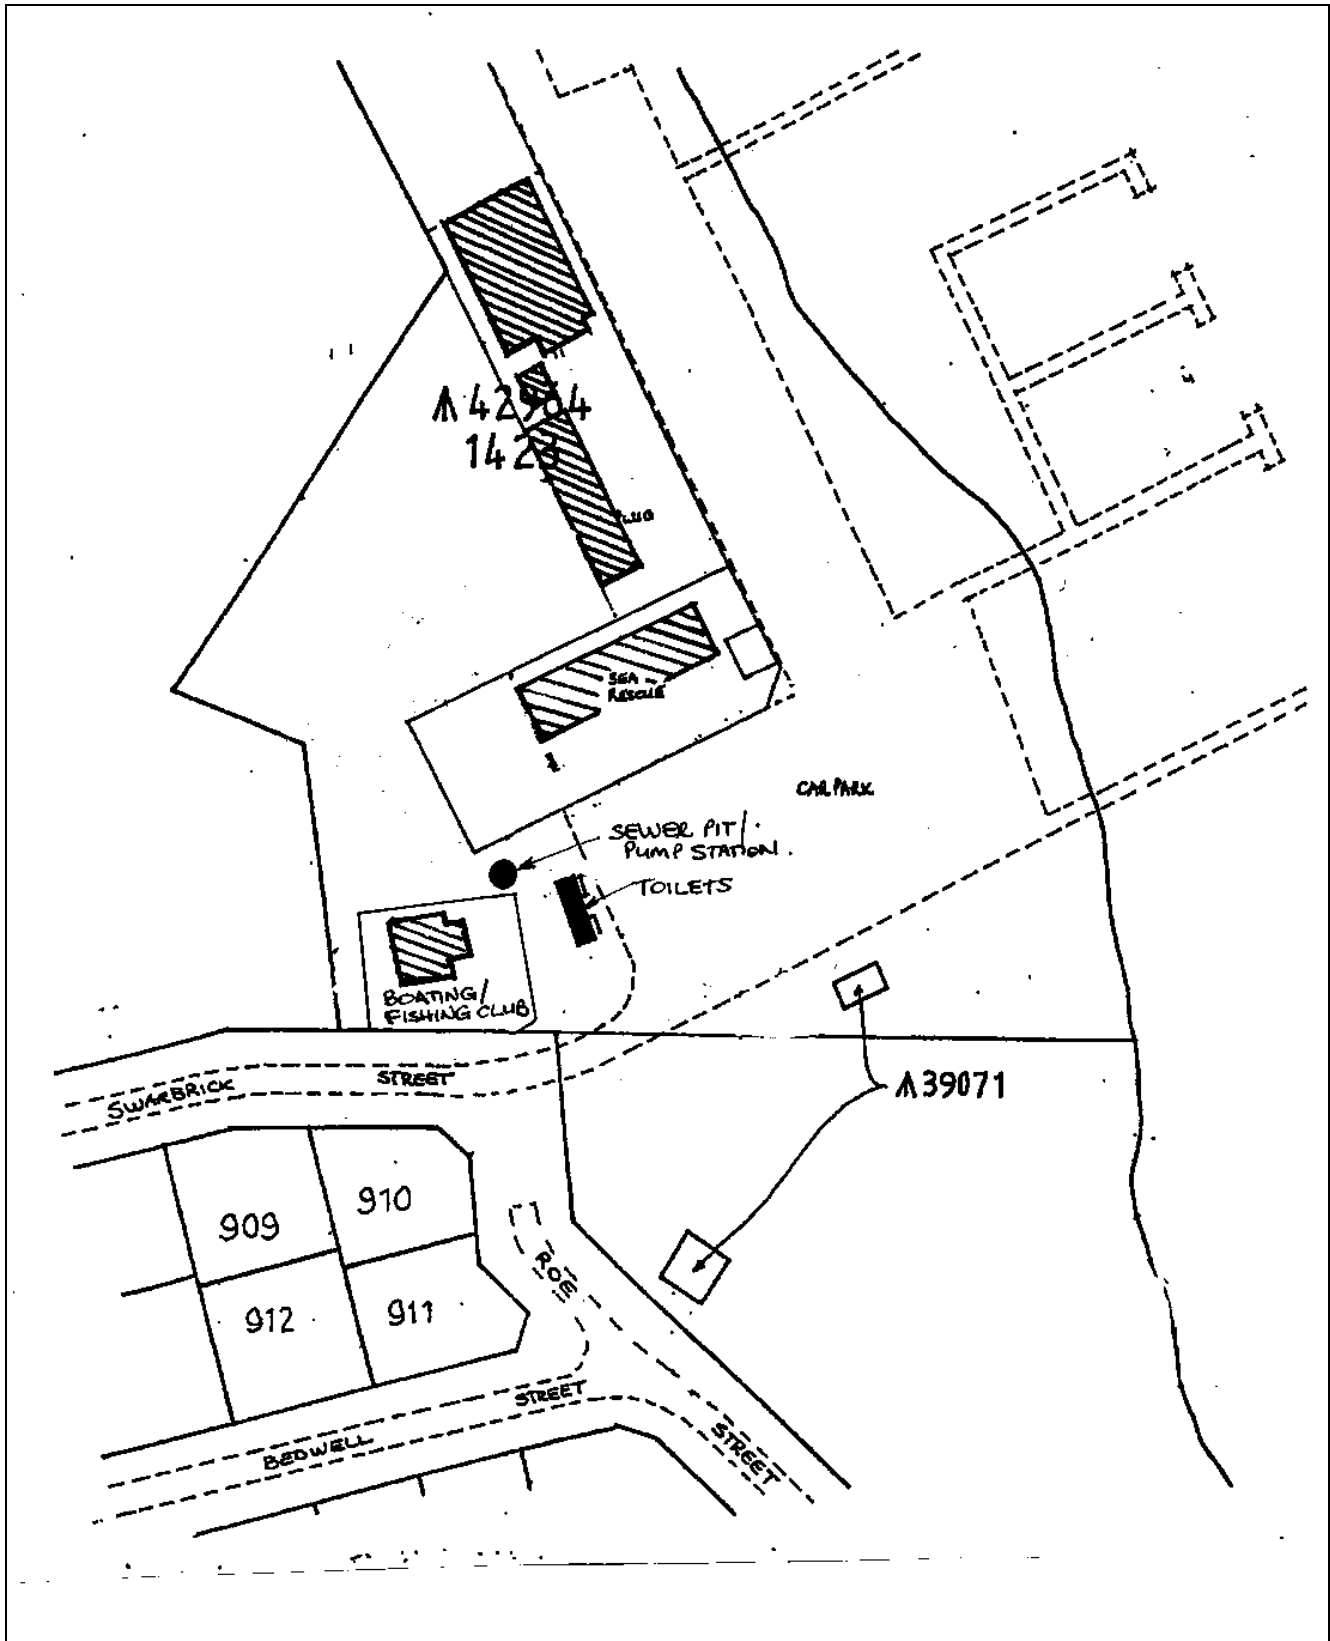 42964
1423
SEA
RESCUE
CAR PARK
SEWER PIT/
PUMP STATION.
TOILETS
BOATING/
FISHING CLUB
SWARBRICK STREET
39071
909
910
912
911
ROE STREET
BEDWELL STREET